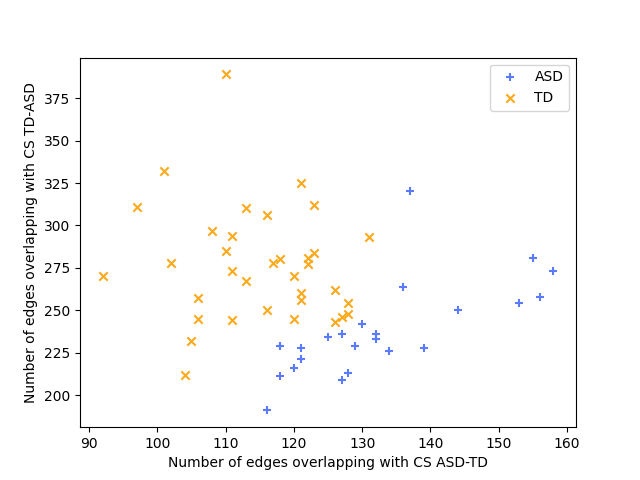 ASD
TD
Number of edges overlapping with CS TD-ASD
375
350
325
300
275
250
225
200
90 100 110 120 130 140 150 160
Number of edges overlapping with CS ASD-TD